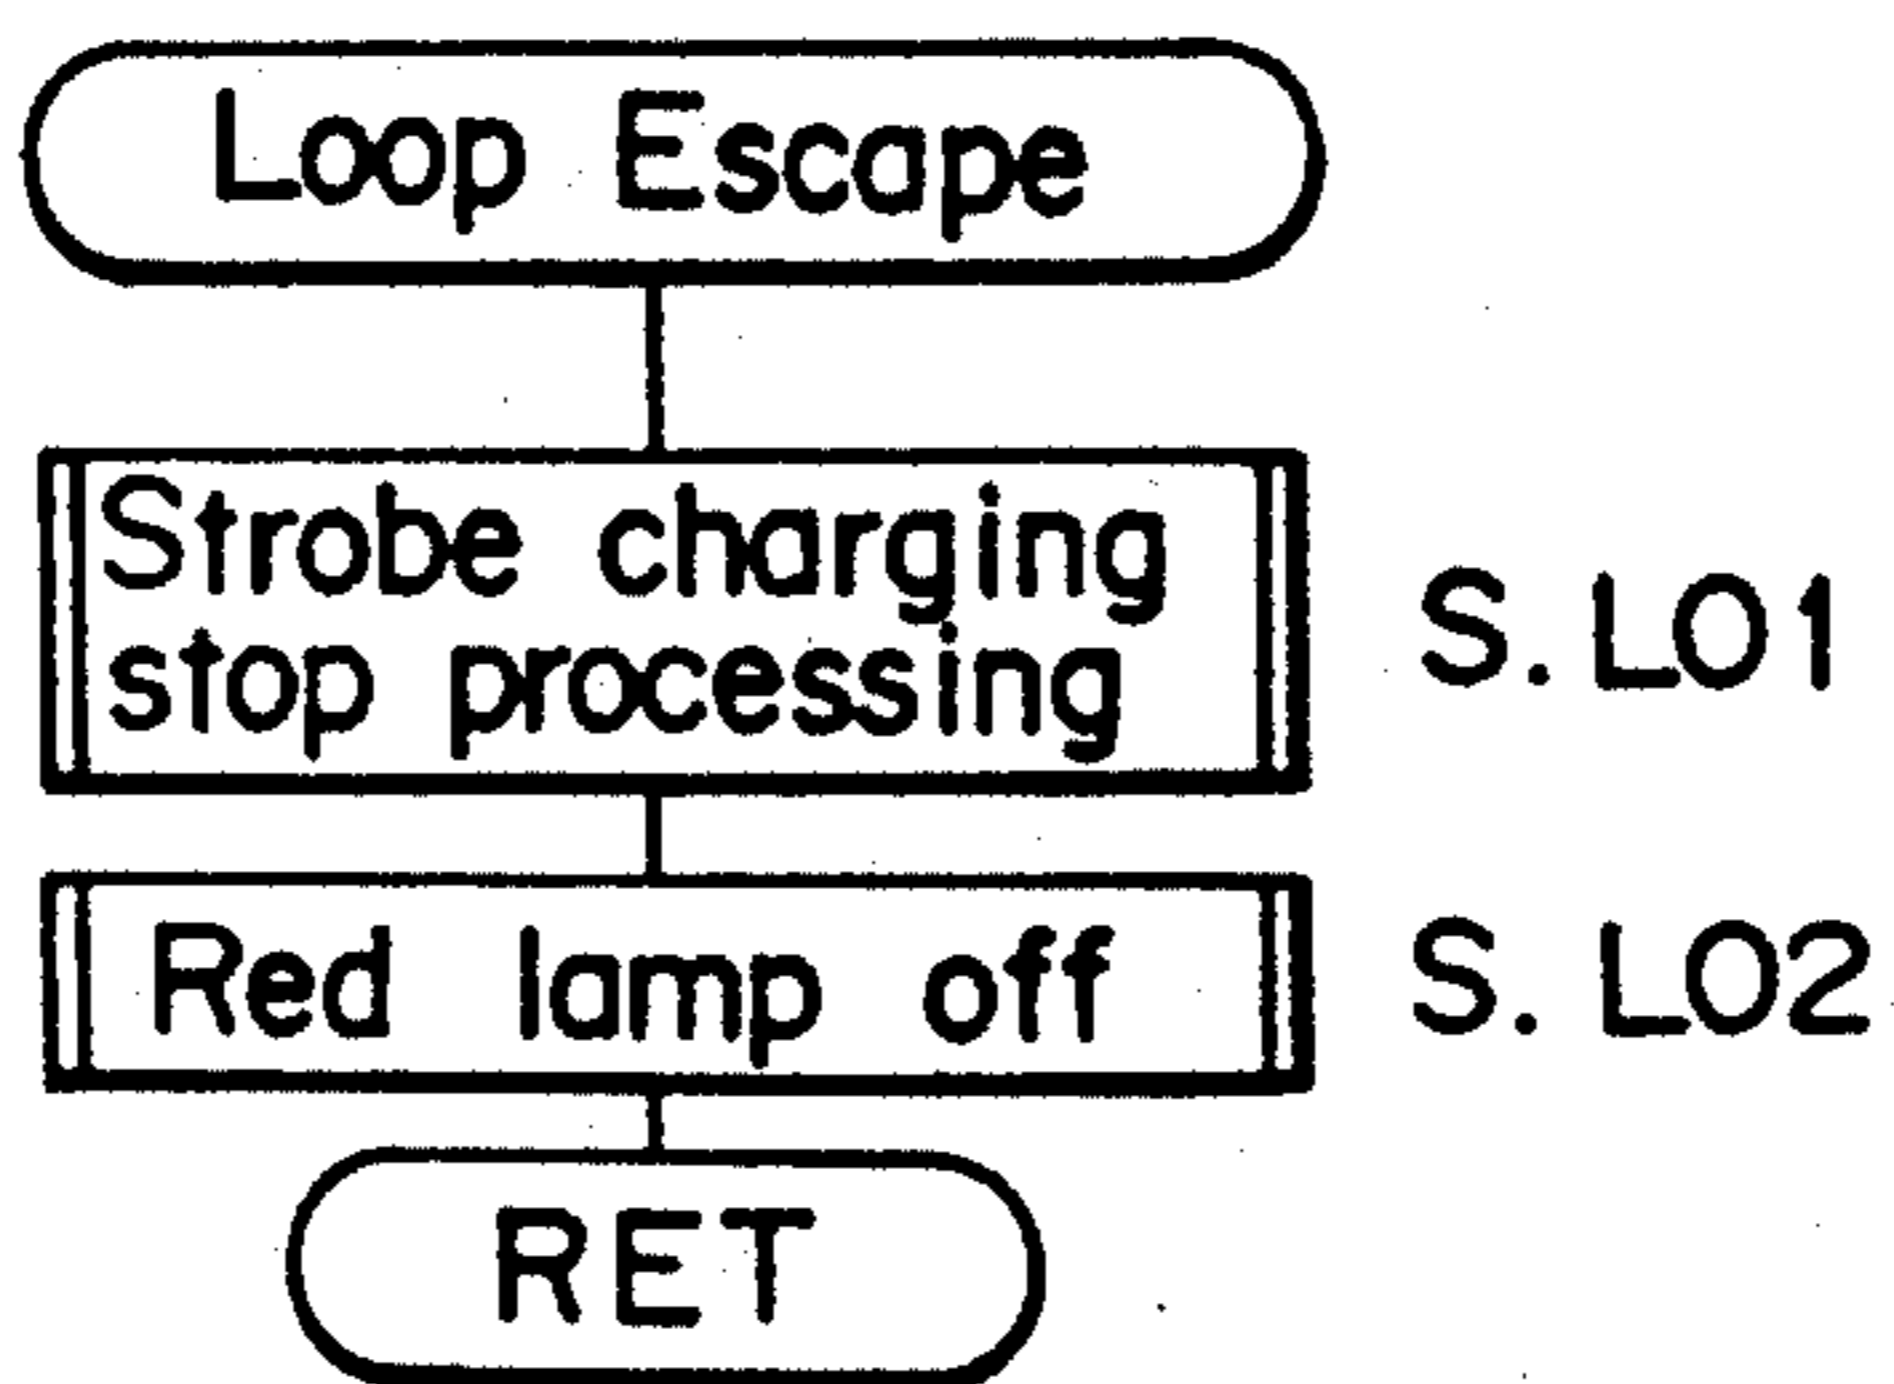 Loop Escape
Strobe charging
stop processing
S. L01
Red lamp off
S. L02
RET